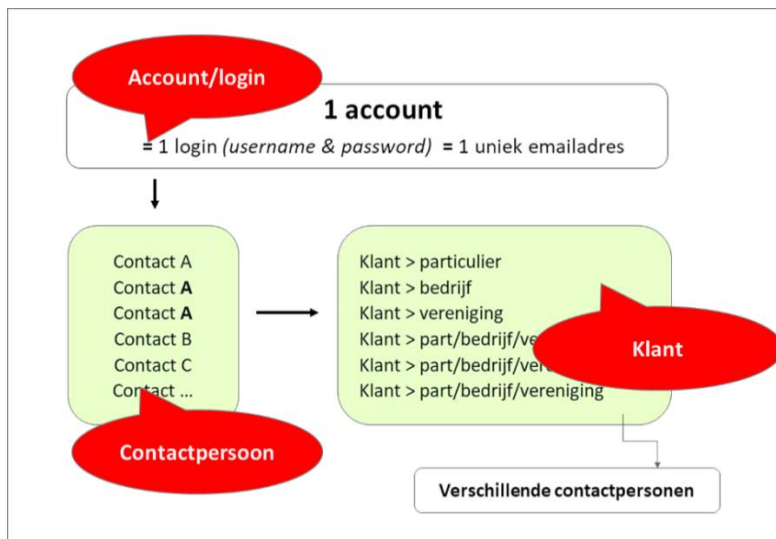 Account/login
1 account
= 1 login (username & password) = 1 uniek emailadres
Contact A
Contact A
Contact A
Contact B
Contact C
Contact ...
Contactpersoon
Klant > particulier
Klant > bedrijf
Klant > vereniging
Klant > part/bedrijf/ve
Klant > part/bedrijf/ver
Klant > part/bedrijf/vereniging
Klant
Verschillende contactpersonen